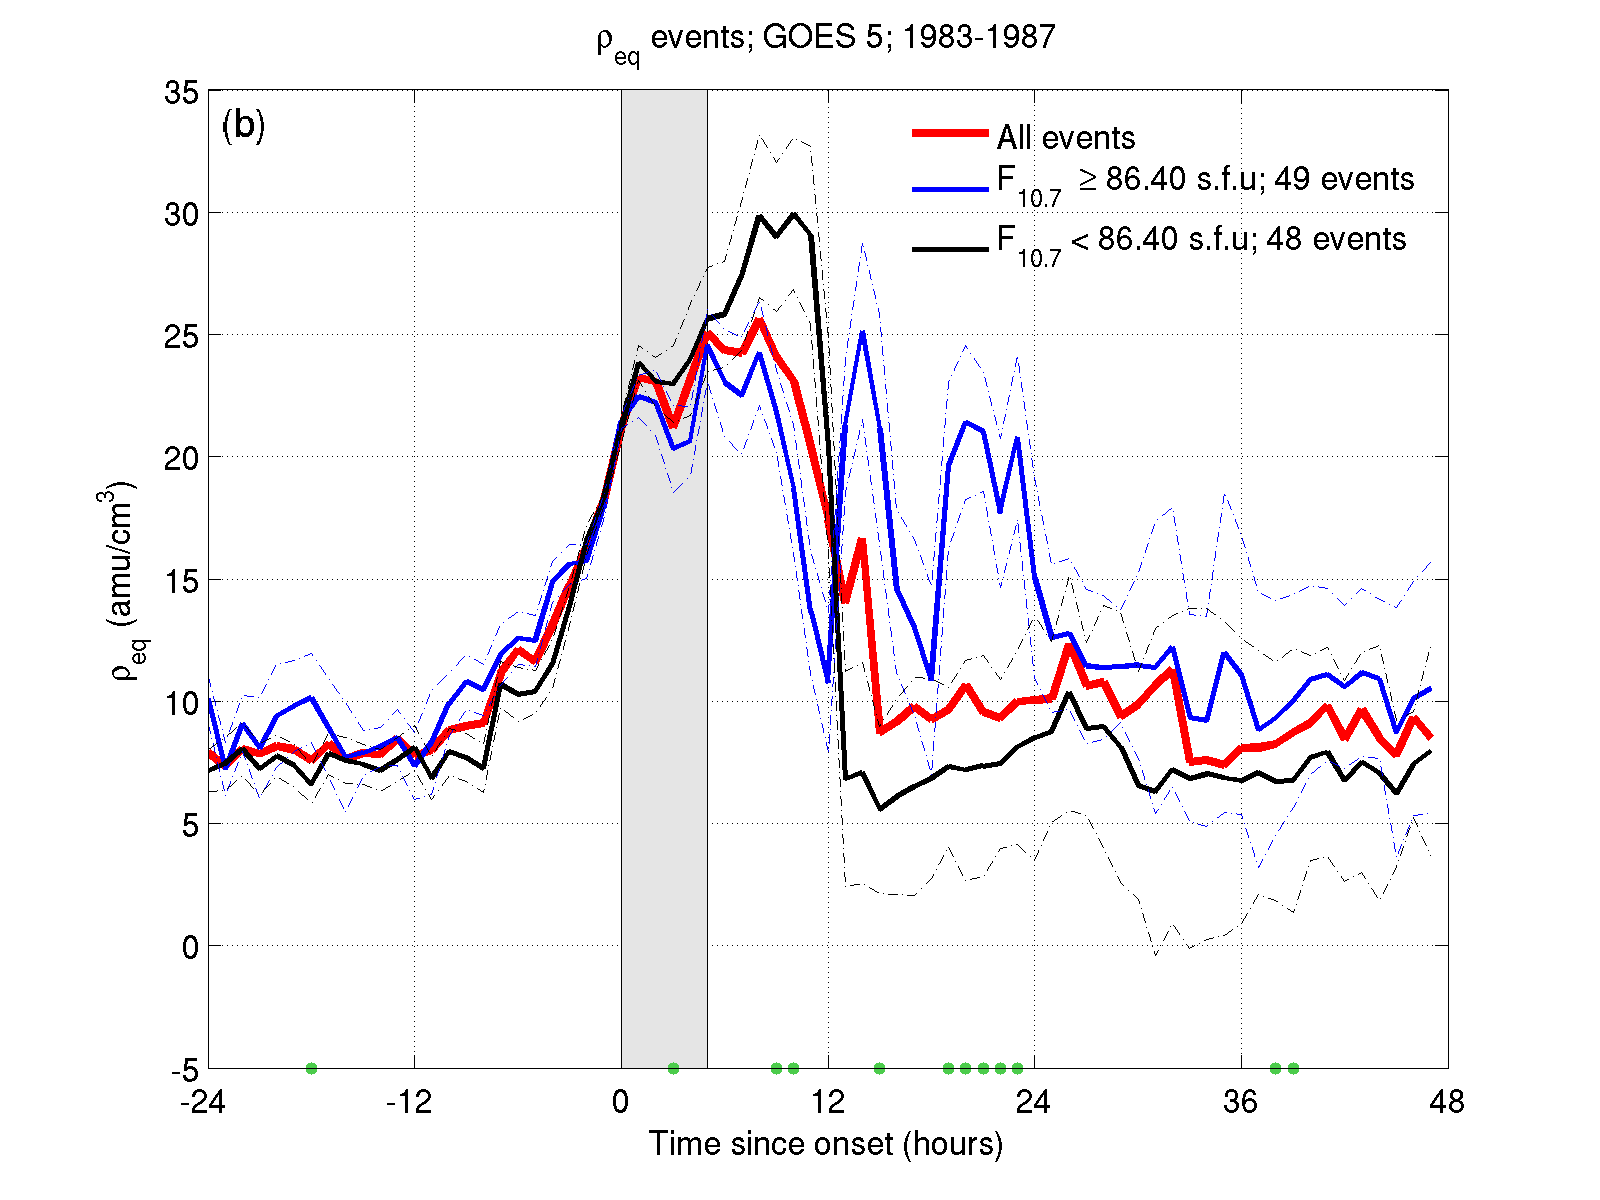 ρeq events; GOES 5; 1983-1987
(b)
All events
F10.7 ≥ 86.40 s.f.u; 49 events
F10.7 < 86.40 s.f.u; 48 events
35
30
25
20
15
10
5
0
-5
ρeq (amu/cm3)
-24 -12 0 12 24 36 48
Time since onset (hours)